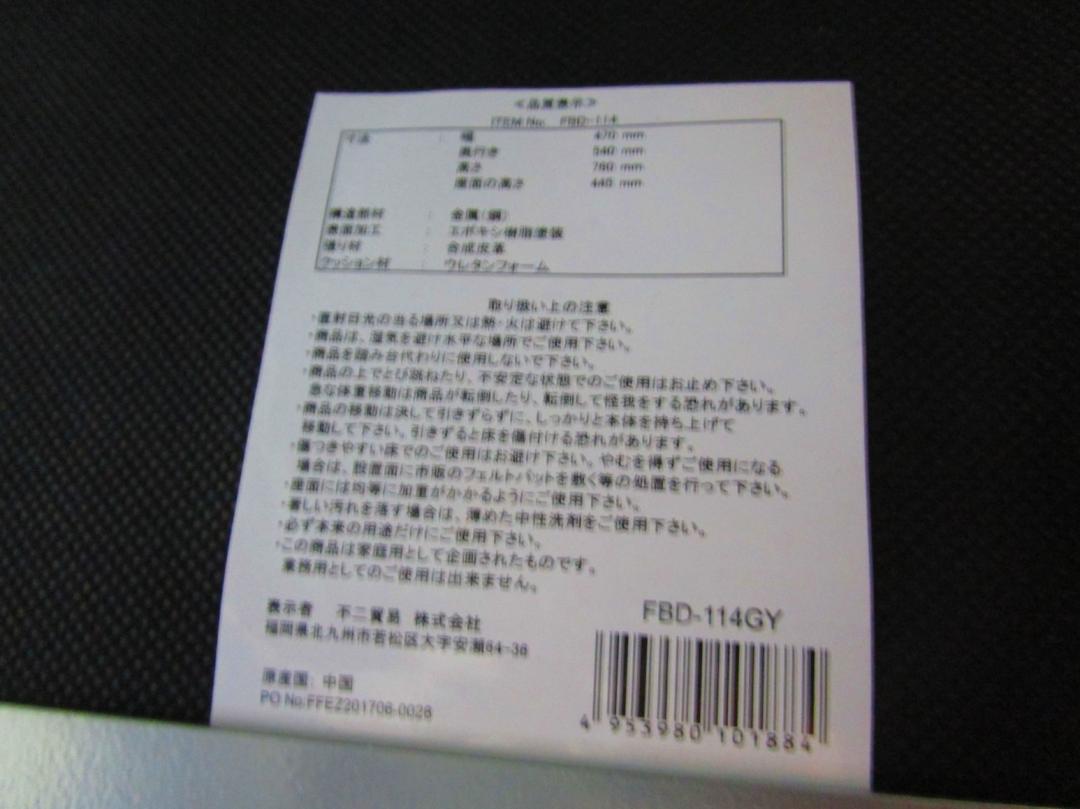 ≪品質表示≫
ITEM No. FBD-114
寸法 : 幅 470 mm
奥行き 540 mm
高さ 780 mm
座面の高さ 440 mm
構造部材 : 金属(鋼)
表面加工 : エポキシ樹脂塗装
張り材 : 合成皮革
クッション材 : ウレタンフォーム
取り扱い上の注意
・直射日光の当る場所又は熱・火は避けて下さい。
・商品は、湿気を避け水平な場所でご使用下さい。
・商品を踏み台代わりに使用しないで下さい。
・商品の上でとび跳ねたり、不安定な状態でのご使用はお止め下さい。
急な体重移動は商品が転倒したり、転倒して怪我をする恐れがあります。
・商品の移動は決して引きずらずに、しっかりと本体を持ち上げて
移動して下さい。引きずると床を傷付ける恐れがあります。
・傷つきやすい床でのご使用はお避け下さい。やむを得ずご使用になる
場合は、設置面に市販のフェルトパットを敷く等の処置を行って下さい。
・座面には均等に加重がかかるようにご使用下さい。
・著しい汚れを落す場合は、薄めた中性洗剤をご使用下さい。
・必ず本来の用途だけにご使用下さい。
・この商品は家庭用として企画されたものです。
業務用としてのご使用は出来ません。
表示者 不二貿易 株式会社
福岡県北九州市若松区大字安瀬64-36
原産国: 中国
PO No.FFEZ201706-0026
FBD-114GY
4 953980 101884